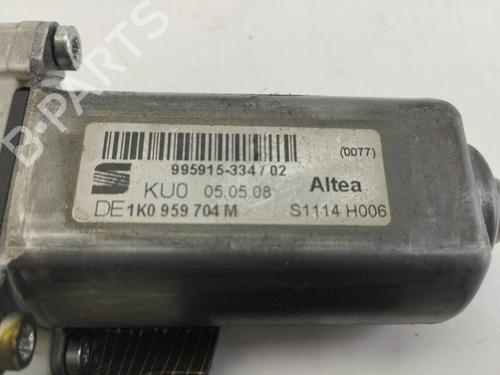 B-PARTS
(0077)
995915-334 / 02
KU0 05.05.08 Altea
DE 1K0 959 704 M S1114 H006